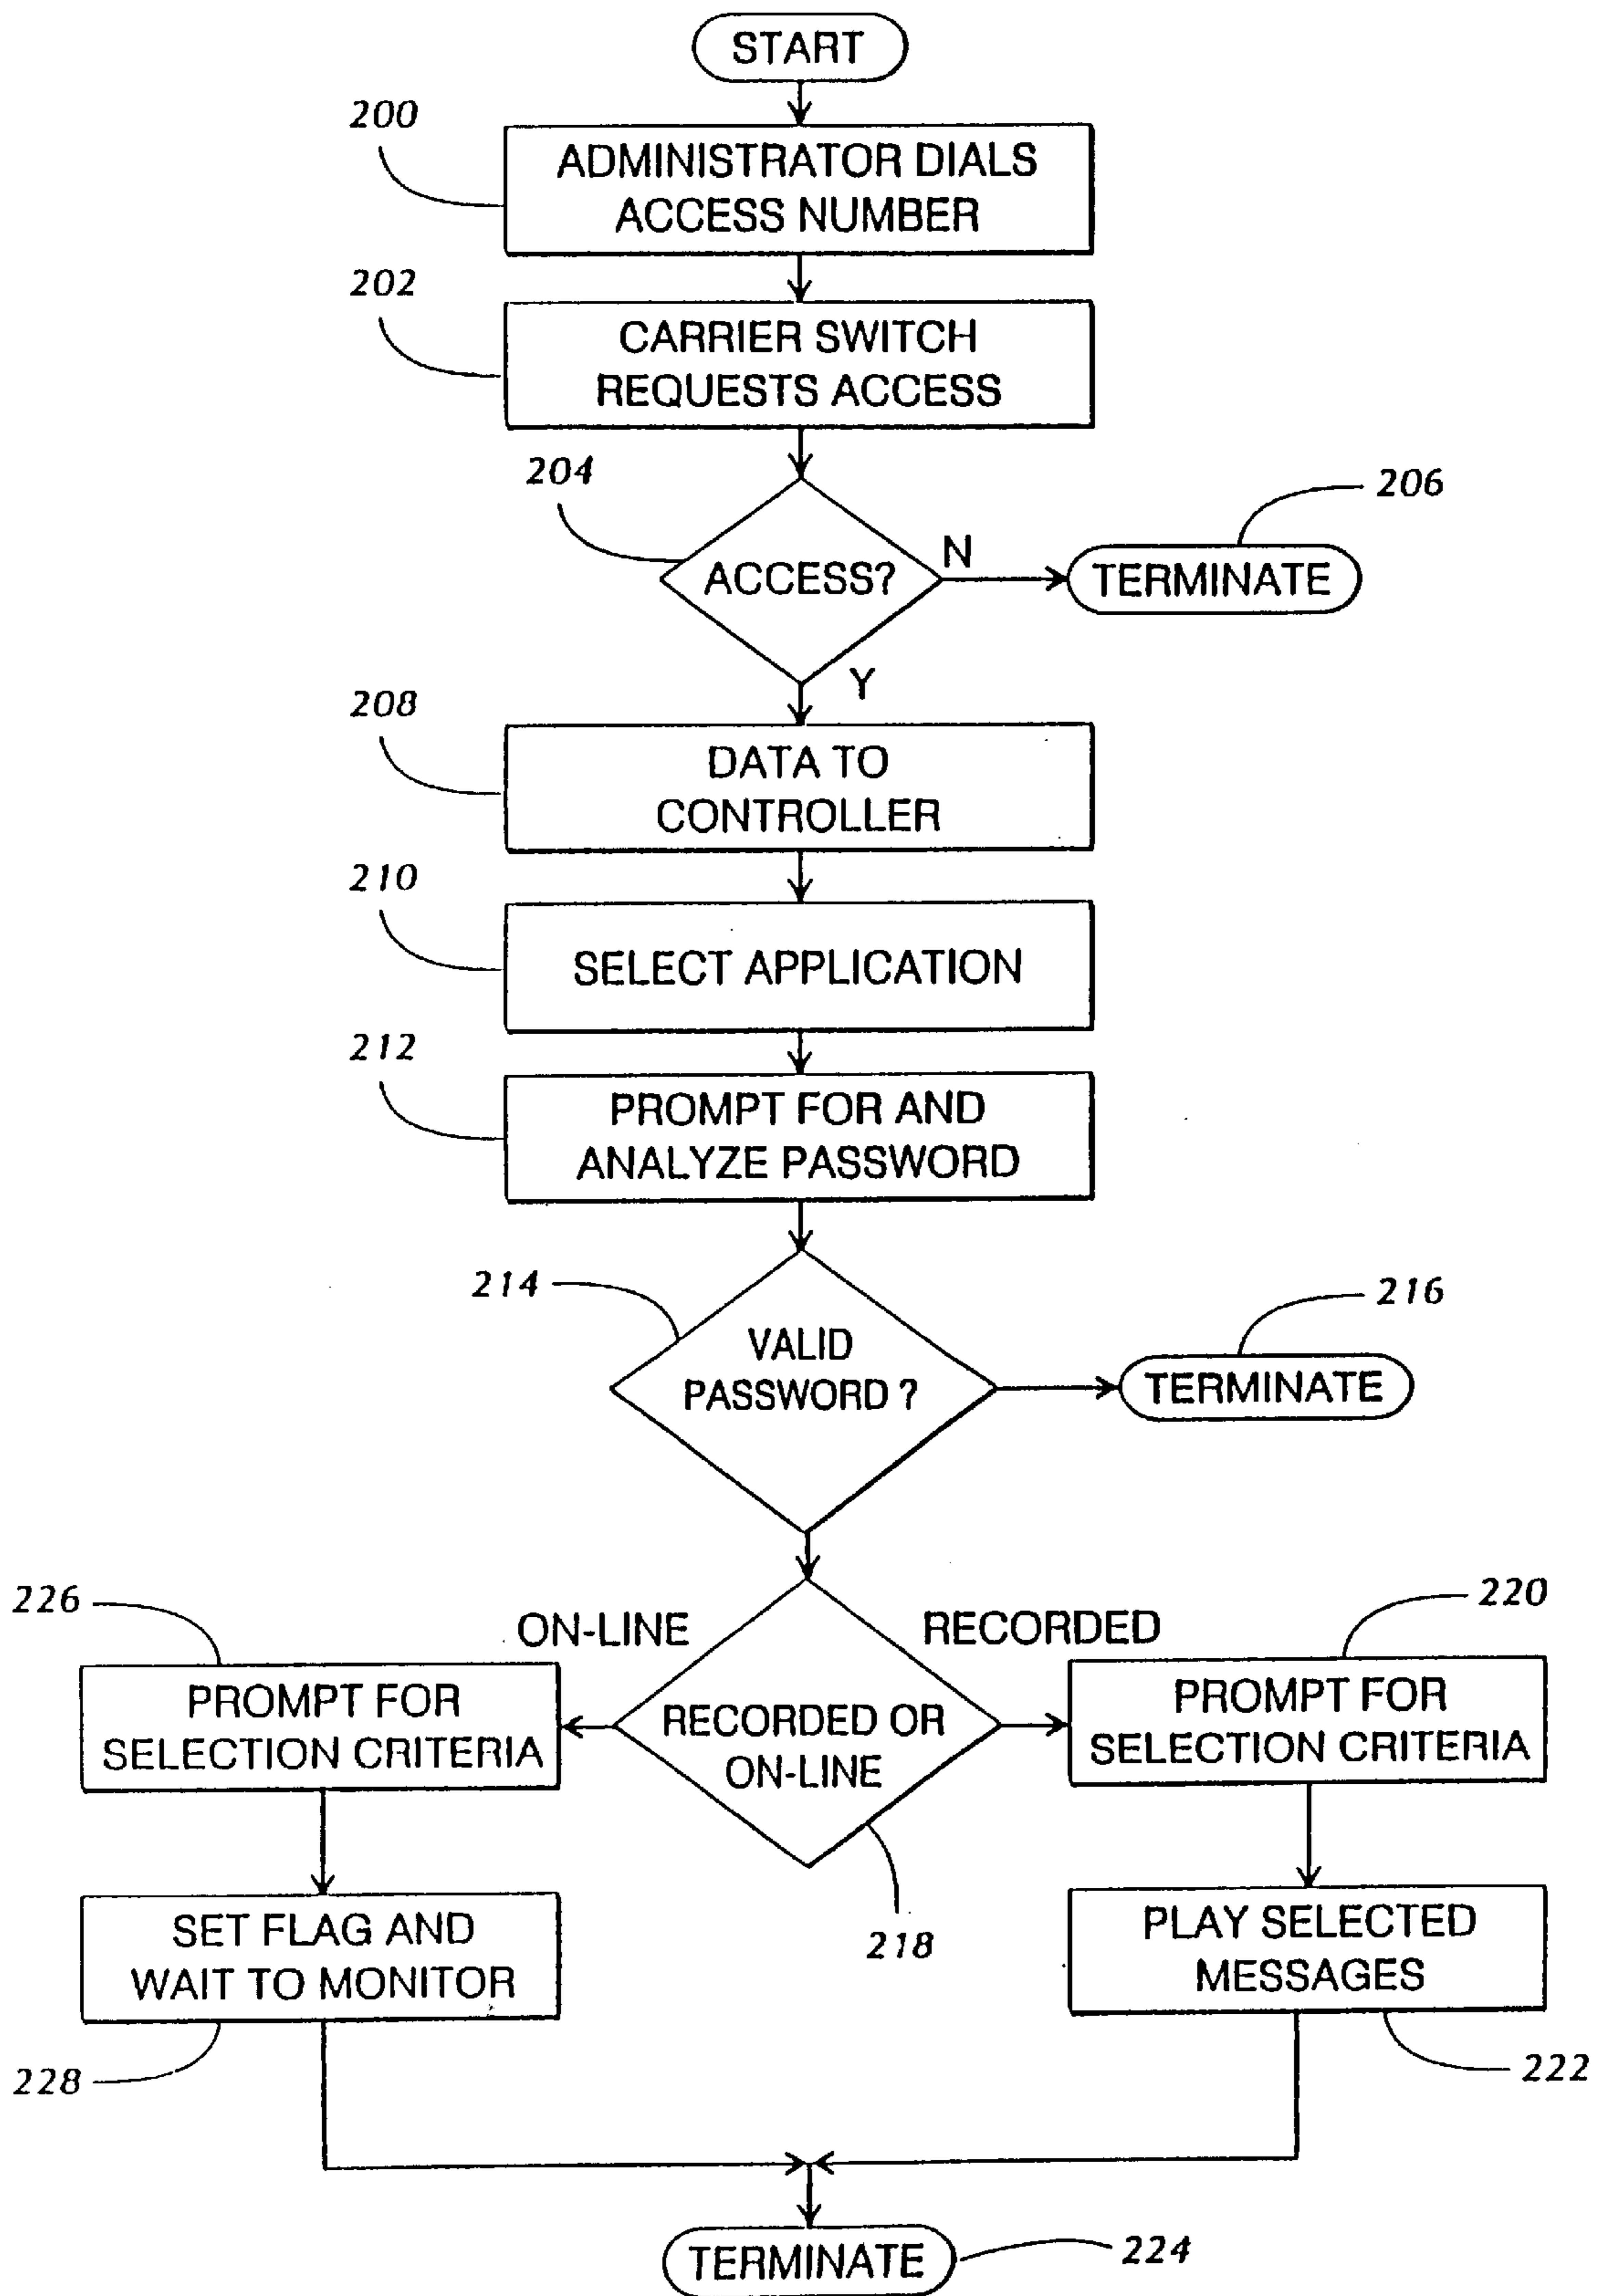 START
200
ADMINISTRATOR DIALS
ACCESS NUMBER
202
CARRIER SWITCH
REQUESTS ACCESS
204
206
N
ACCESS?
TERMINATE
Y
208
DATA TO
CONTROLLER
210
SELECT APPLICATION
212
PROMPT FOR AND
ANALYZE PASSWORD
214
216
VALID
PASSWORD ?
TERMINATE
226
220
ON-LINE
RECORDED
PROMPT FOR
SELECTION CRITERIA
RECORDED OR
ON-LINE
PROMPT FOR
SELECTION CRITERIA
218
SET FLAG AND
WAIT TO MONITOR
PLAY SELECTED
MESSAGES
228
222
TERMINATE
224